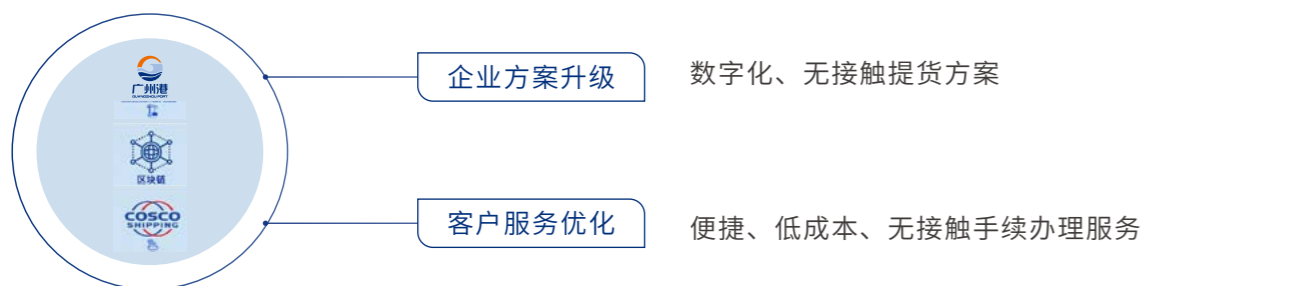 广州港
GUANGZHOU PORT
区块链
COSCO
SHIPPING
企业方案升级
数字化、无接触提货方案
客户服务优化
便捷、低成本、无接触手续办理服务